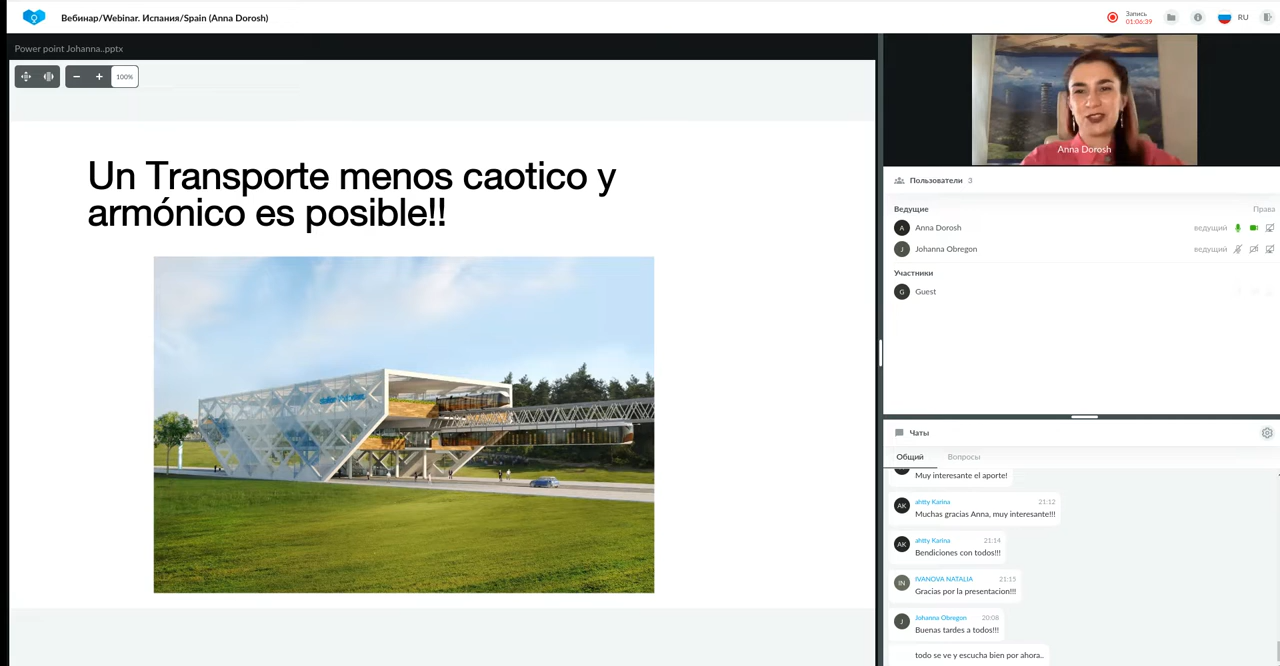 Вебинар/Webinar. Испания/Spain (Anna Dorosh)
Запись
01:06:39
RU
Power point Johanna..pptx
100%
Un Transporte menos caotico y
armónico es posible!!
Anna Dorosh
Пользователи 3
Ведущие Права
A Anna Dorosh ведущий
J Johanna Obregon ведущий
Участники
G Guest
Чаты
Общий Вопросы
Muy interesante el aporte!
AK ahtty Karina 21:12
Muchas gracias Anna, muy interesante!!!
AK ahtty Karina 21:14
Bendiciones con todos!!!
IN IVANOVA NATALIA 21:15
Gracias por la presentacion!!!
J Johanna Obregon 20:08
Buenas tardes a todos!!!
todo se ve y escucha bien por ahora..